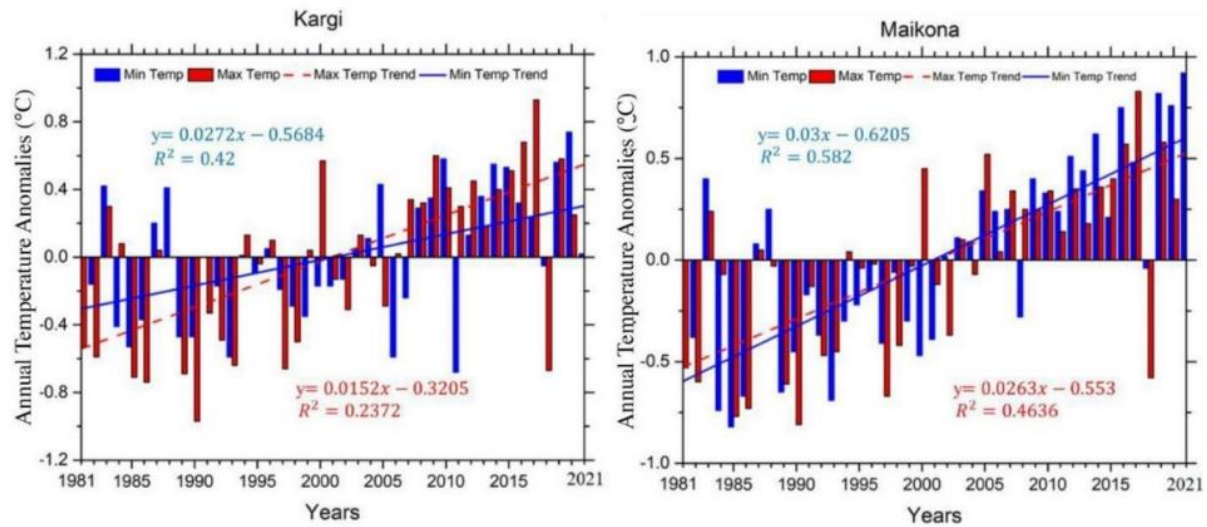 Kargi
Annual Temperature Anomalies (°C)
1.2
0.8
0.4
0.0
-0.4
-0.8
-1.2
Min Temp Max Temp Max Temp Trend Min Temp Trend
y= 0.0272x − 0.5684
R² = 0.42
y= 0.0152x − 0.3205
R² = 0.2372
1981 1985 1990 1995 2000 2005 2010 2015 2021
Years
Maikona
Annual Temperature Anomalies (°C)
1.0
0.5
0.0
-0.5
-1.0
Min Temp Max Temp Max Temp Trend Min Temp Trend
y= 0.03x − 0.6205
R² = 0.582
y= 0.0263x − 0.553
R² = 0.4636
1981 1985 1990 1995 2000 2005 2010 2015 2021
Years